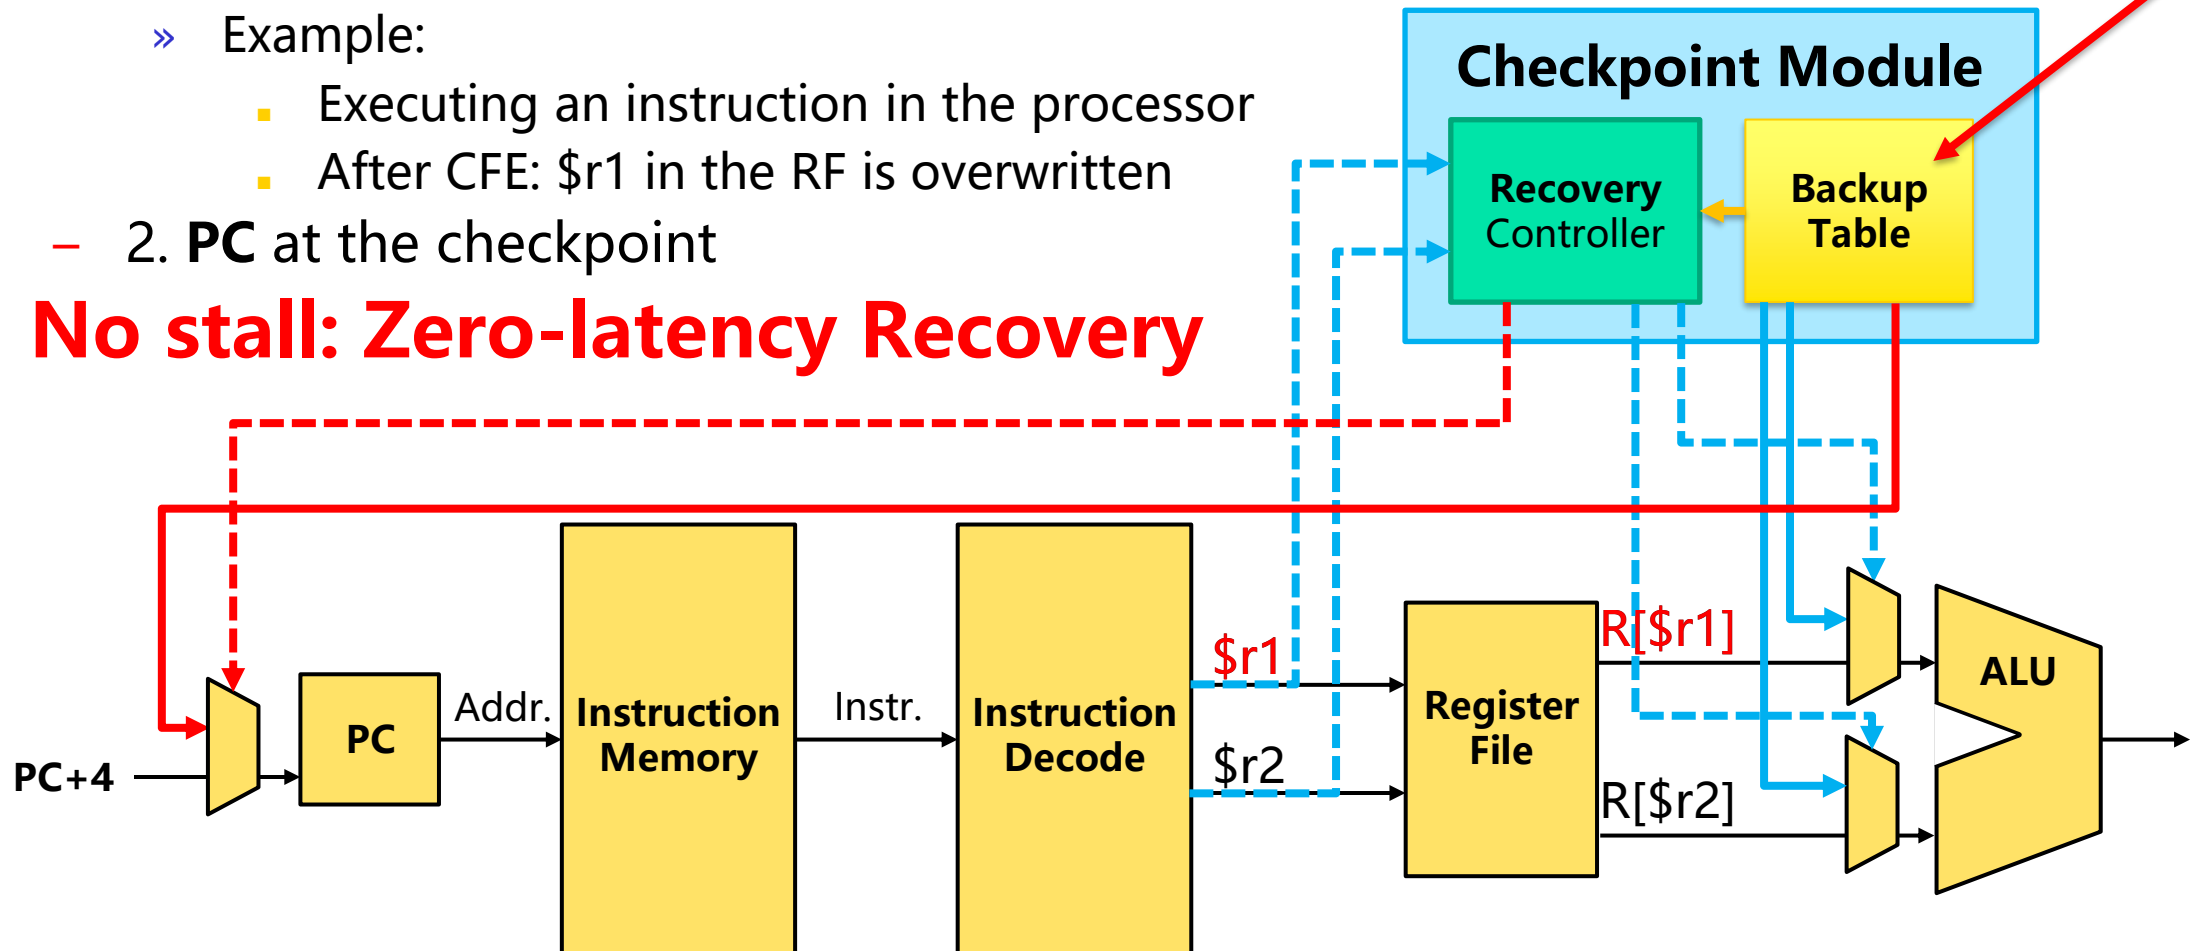 » Example:
▪ Executing an instruction in the processor
▪ After CFE: $r1 in the RF is overwritten
– 2. PC at the checkpoint
No stall: Zero-latency Recovery
Checkpoint Module
Recovery
Controller
Backup
Table
PC+4
PC
Addr.
Instruction
Memory
Instr.
Instruction
Decode
$r1
$r2
Register
File
R[$r1]
R[$r2]
ALU